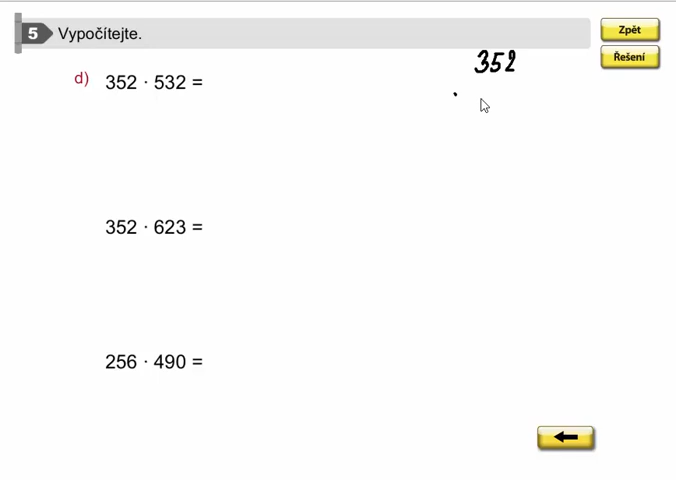 5 Vypočítejte.
Zpět
Řešení
352
d) 352 · 532 =
·
352 · 623 =
256 · 490 =